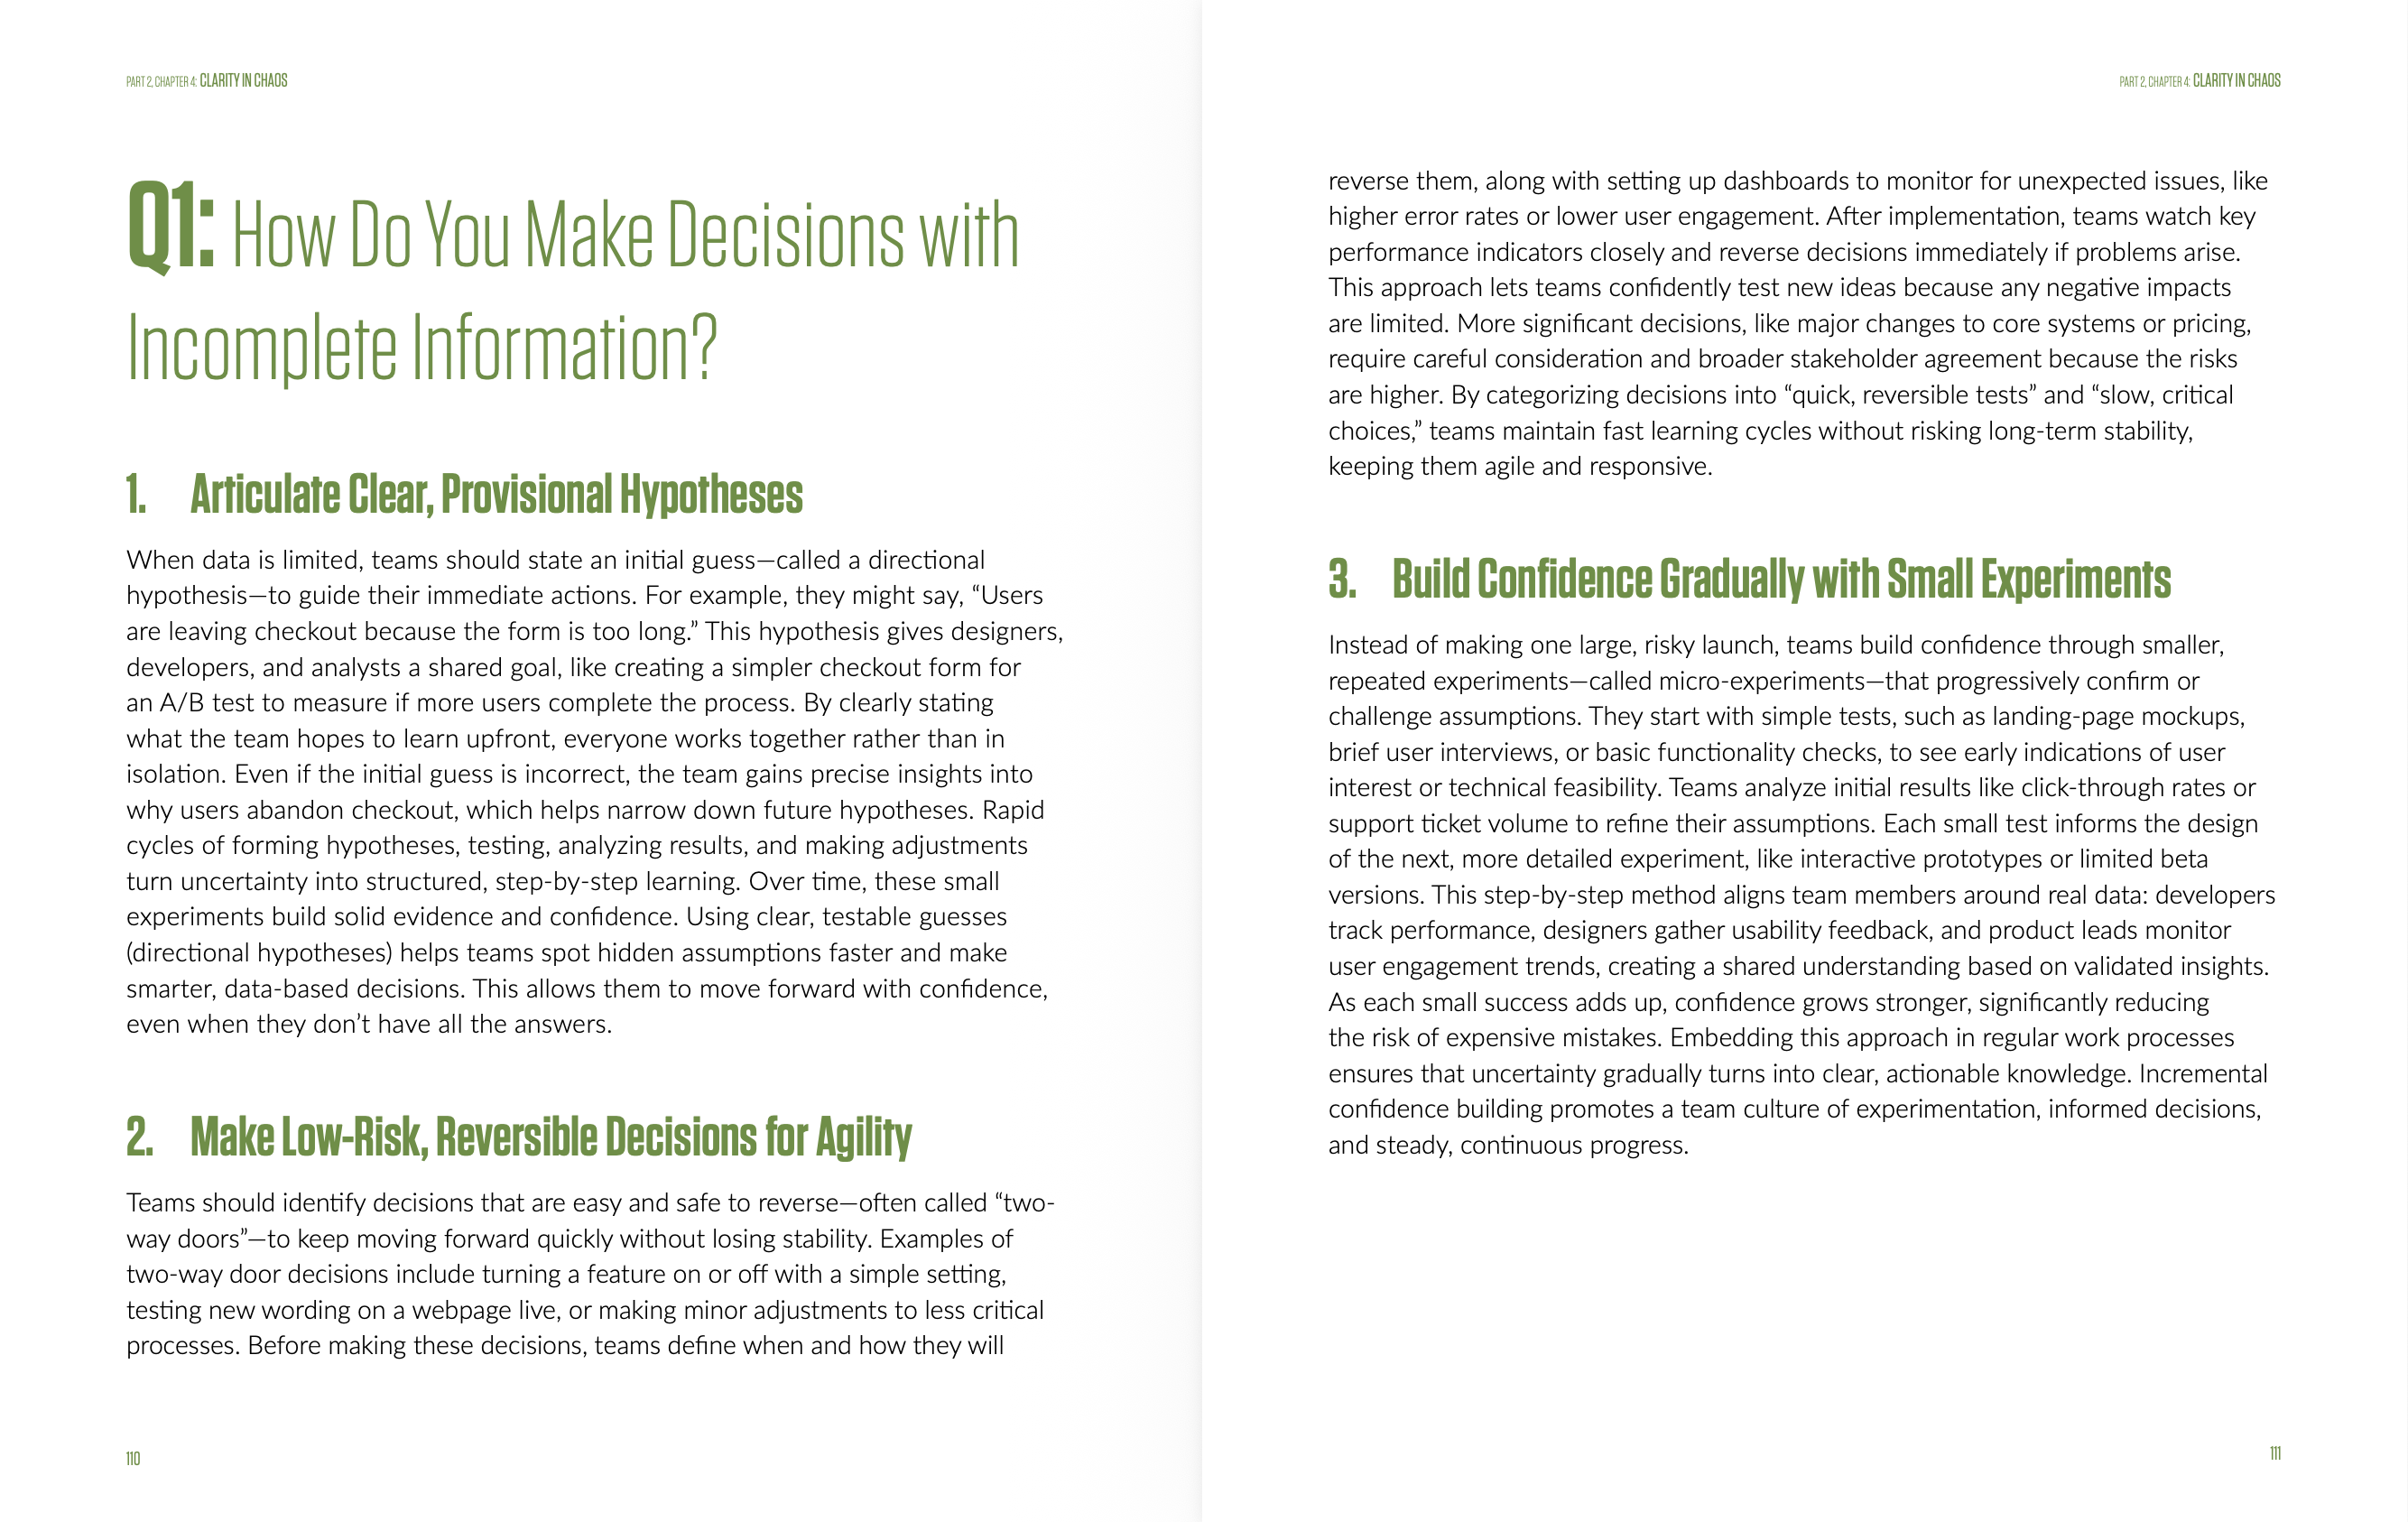 PART 2, CHAPTER 4: CLARITY IN CHAOS
Q1: How Do You Make Decisions with
Incomplete Information?
1. Articulate Clear, Provisional Hypotheses
When data is limited, teams should state an initial guess—called a directional
hypothesis—to guide their immediate actions. For example, they might say, “Users
are leaving checkout because the form is too long.” This hypothesis gives designers,
developers, and analysts a shared goal, like creating a simpler checkout form for
an A/B test to measure if more users complete the process. By clearly stating
what the team hopes to learn upfront, everyone works together rather than in
isolation. Even if the initial guess is incorrect, the team gains precise insights into
why users abandon checkout, which helps narrow down future hypotheses. Rapid
cycles of forming hypotheses, testing, analyzing results, and making adjustments
turn uncertainty into structured, step-by-step learning. Over time, these small
experiments build solid evidence and confidence. Using clear, testable guesses
(directional hypotheses) helps teams spot hidden assumptions faster and make
smarter, data-based decisions. This allows them to move forward with confidence,
even when they don’t have all the answers.
2. Make Low-Risk, Reversible Decisions for Agility
Teams should identify decisions that are easy and safe to reverse—often called “two-
way doors”—to keep moving forward quickly without losing stability. Examples of
two-way door decisions include turning a feature on or off with a simple setting,
testing new wording on a webpage live, or making minor adjustments to less critical
processes. Before making these decisions, teams define when and how they will
110
PART 2, CHAPTER 4: CLARITY IN CHAOS
reverse them, along with setting up dashboards to monitor for unexpected issues, like
higher error rates or lower user engagement. After implementation, teams watch key
performance indicators closely and reverse decisions immediately if problems arise.
This approach lets teams confidently test new ideas because any negative impacts
are limited. More significant decisions, like major changes to core systems or pricing,
require careful consideration and broader stakeholder agreement because the risks
are higher. By categorizing decisions into “quick, reversible tests” and “slow, critical
choices,” teams maintain fast learning cycles without risking long-term stability,
keeping them agile and responsive.
3. Build Confidence Gradually with Small Experiments
Instead of making one large, risky launch, teams build confidence through smaller,
repeated experiments—called micro-experiments—that progressively confirm or
challenge assumptions. They start with simple tests, such as landing-page mockups,
brief user interviews, or basic functionality checks, to see early indications of user
interest or technical feasibility. Teams analyze initial results like click-through rates or
support ticket volume to refine their assumptions. Each small test informs the design
of the next, more detailed experiment, like interactive prototypes or limited beta
versions. This step-by-step method aligns team members around real data: developers
track performance, designers gather usability feedback, and product leads monitor
user engagement trends, creating a shared understanding based on validated insights.
As each small success adds up, confidence grows stronger, significantly reducing
the risk of expensive mistakes. Embedding this approach in regular work processes
ensures that uncertainty gradually turns into clear, actionable knowledge. Incremental
confidence building promotes a team culture of experimentation, informed decisions,
and steady, continuous progress.
111